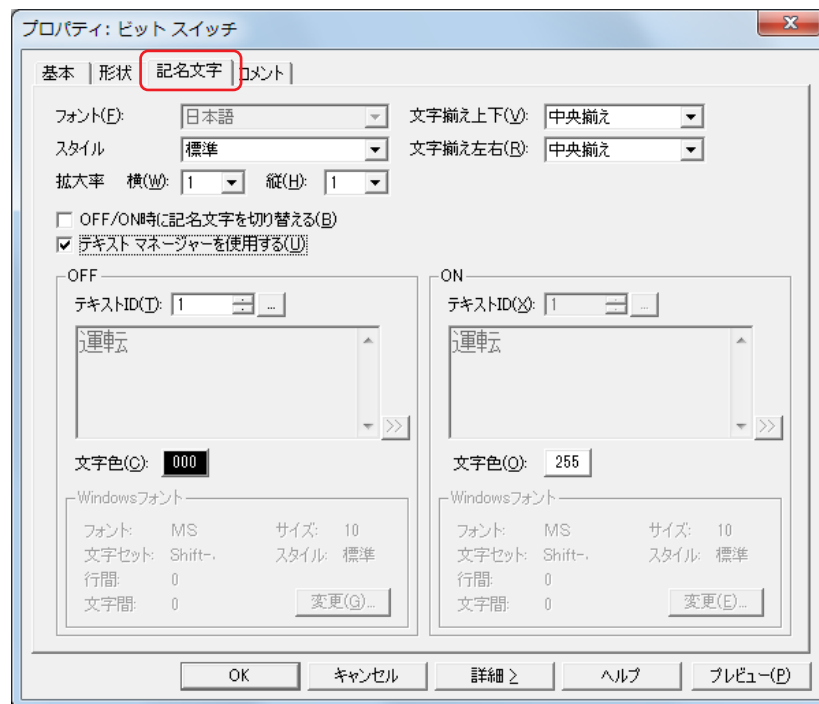 プロパティ: ビット スイッチ
基本 形状 記名文字 コメント
フォント(F): 日本語 文字揃え上下(V): 中央揃え
スタイル 標準 文字揃え左右(R): 中央揃え
拡大率 横(W): 1 縦(H): 1
OFF/ON時に記名文字を切り替える(B)
テキスト マネージャーを使用する(U)
OFF
テキストID(T): 1 ...
運転
>>
文字色(C): 000
Windowsフォント
フォント: MS サイズ: 10
文字セット: Shift-. スタイル: 標準
行間: 0
文字間: 0 変更(G)...
ON
テキストID(X): 1 ...
運転
>>
文字色(O): 255
Windowsフォント
フォント: MS サイズ: 10
文字セット: Shift-. スタイル: 標準
行間: 0
文字間: 0 変更(E)...
OK キャンセル 詳細 > ヘルプ プレビュー(P)